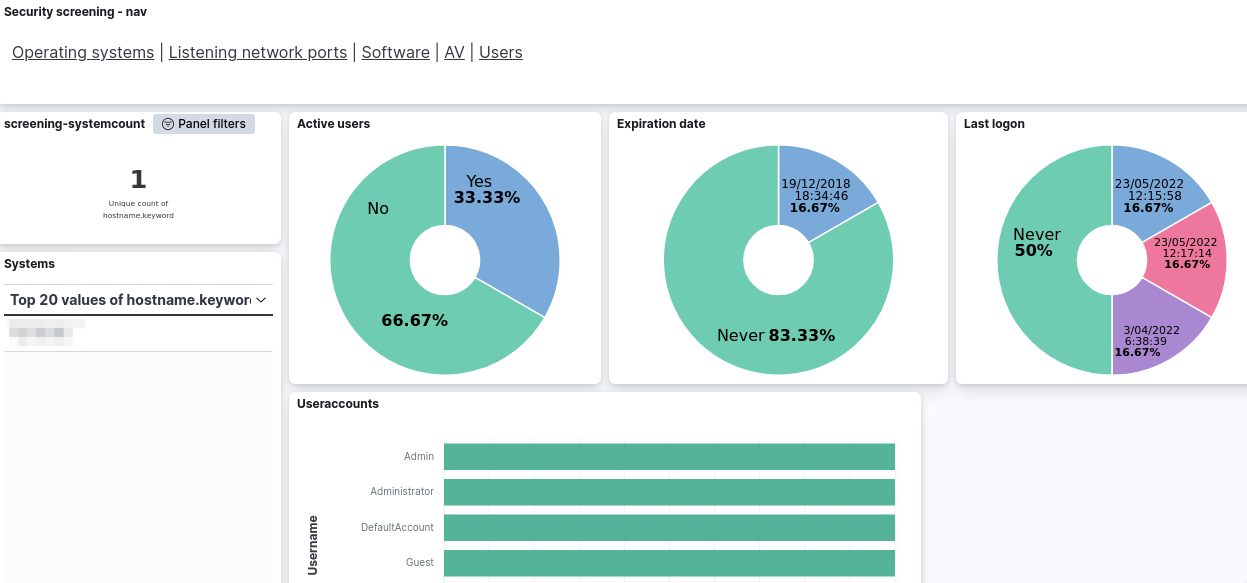 Security screening - nav
Operating systems | Listening network ports | Software | AV | Users
screening-systemcount
Panel filters
1
Unique count of
hostname.keyword
Systems
Top 20 values of hostname.keywor
Active users
Yes
33.33%
No
66.67%
Expiration date
19/12/2018
18:34:46
16.67%
Never 83.33%
Last logon
23/05/2022
12:15:58
16.67%
Never
50%
23/05/2022
12:17:14
16.67%
3/04/2022
6:38:39
16.67%
Useraccounts
Username
Admin
Administrator
DefaultAccount
Guest